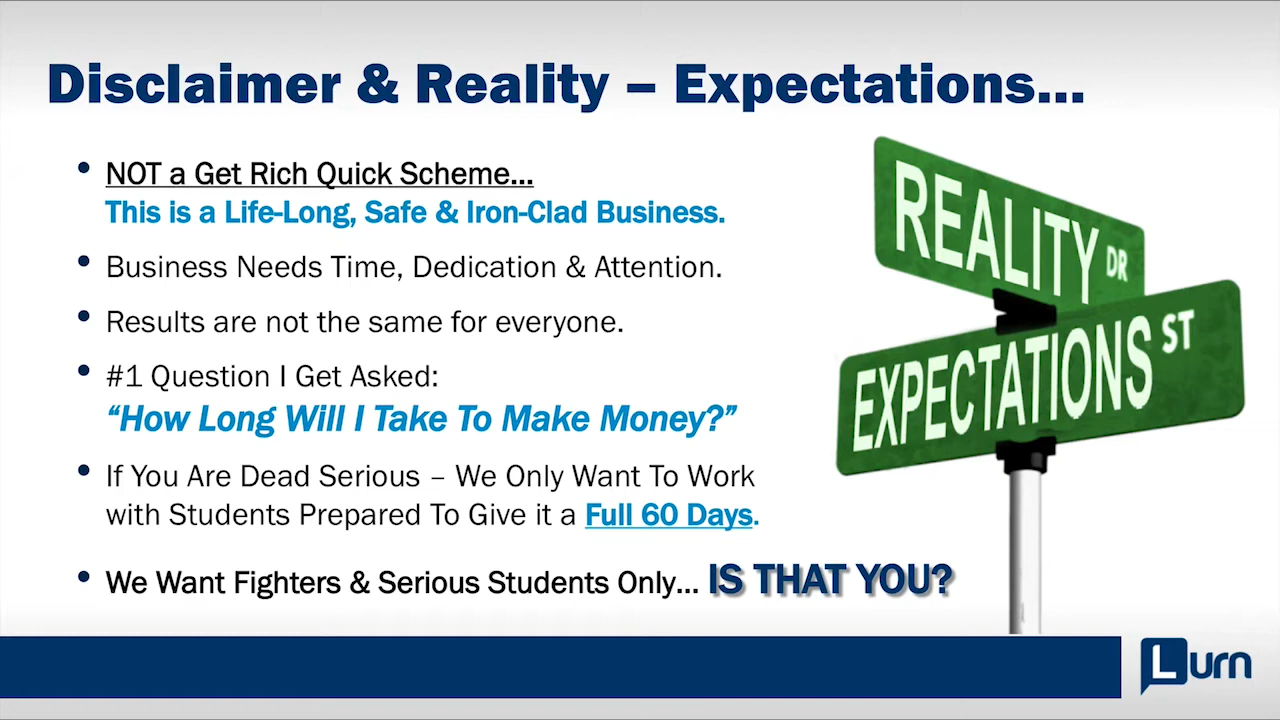 Disclaimer & Reality – Expectations...
• NOT a Get Rich Quick Scheme...
This is a Life-Long, Safe & Iron-Clad Business.
• Business Needs Time, Dedication & Attention.
• Results are not the same for everyone.
• #1 Question I Get Asked:
“How Long Will I Take To Make Money?”
• If You Are Dead Serious – We Only Want To Work
with Students Prepared To Give it a Full 60 Days.
• We Want Fighters & Serious Students Only... IS THAT YOU?
REALITY DR
EXPECTATIONS ST
Lurn